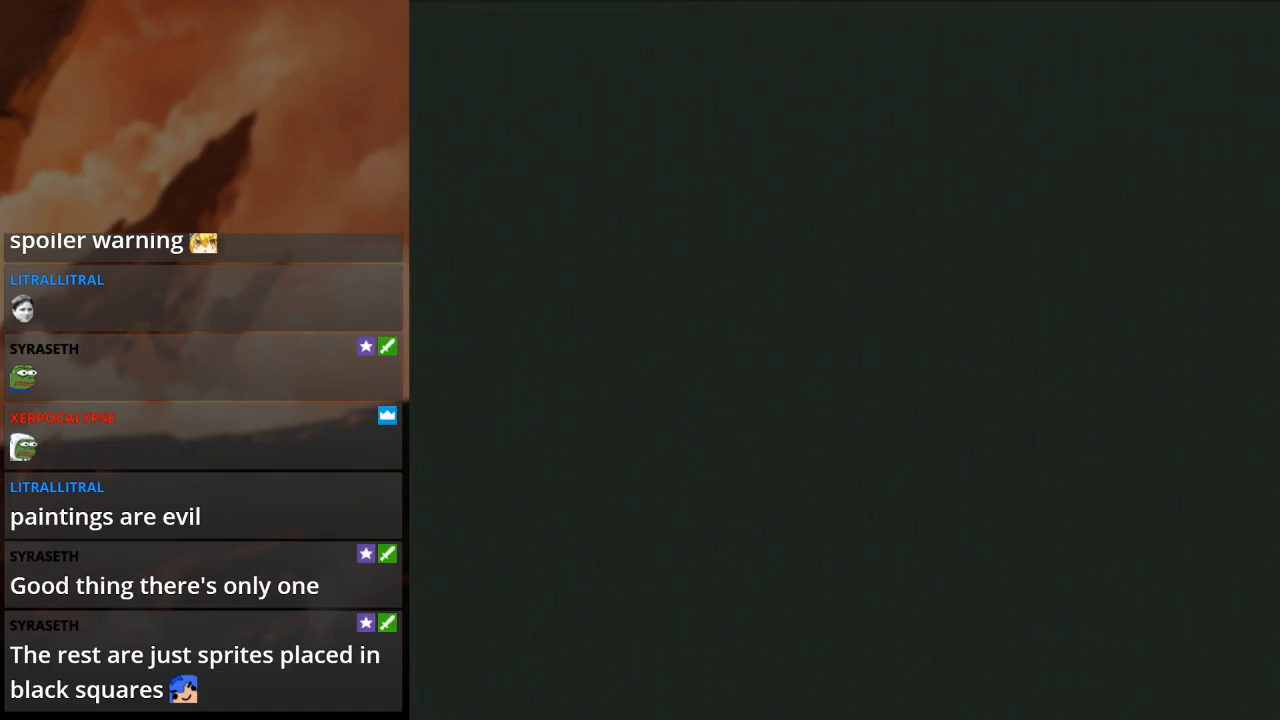 spoiler warning
LITRALLITRAL
SYRASETH
XERPOCALYPSE
LITRALLITRAL
paintings are evil
SYRASETH
Good thing there's only one
SYRASETH
The rest are just sprites placed in
black squares